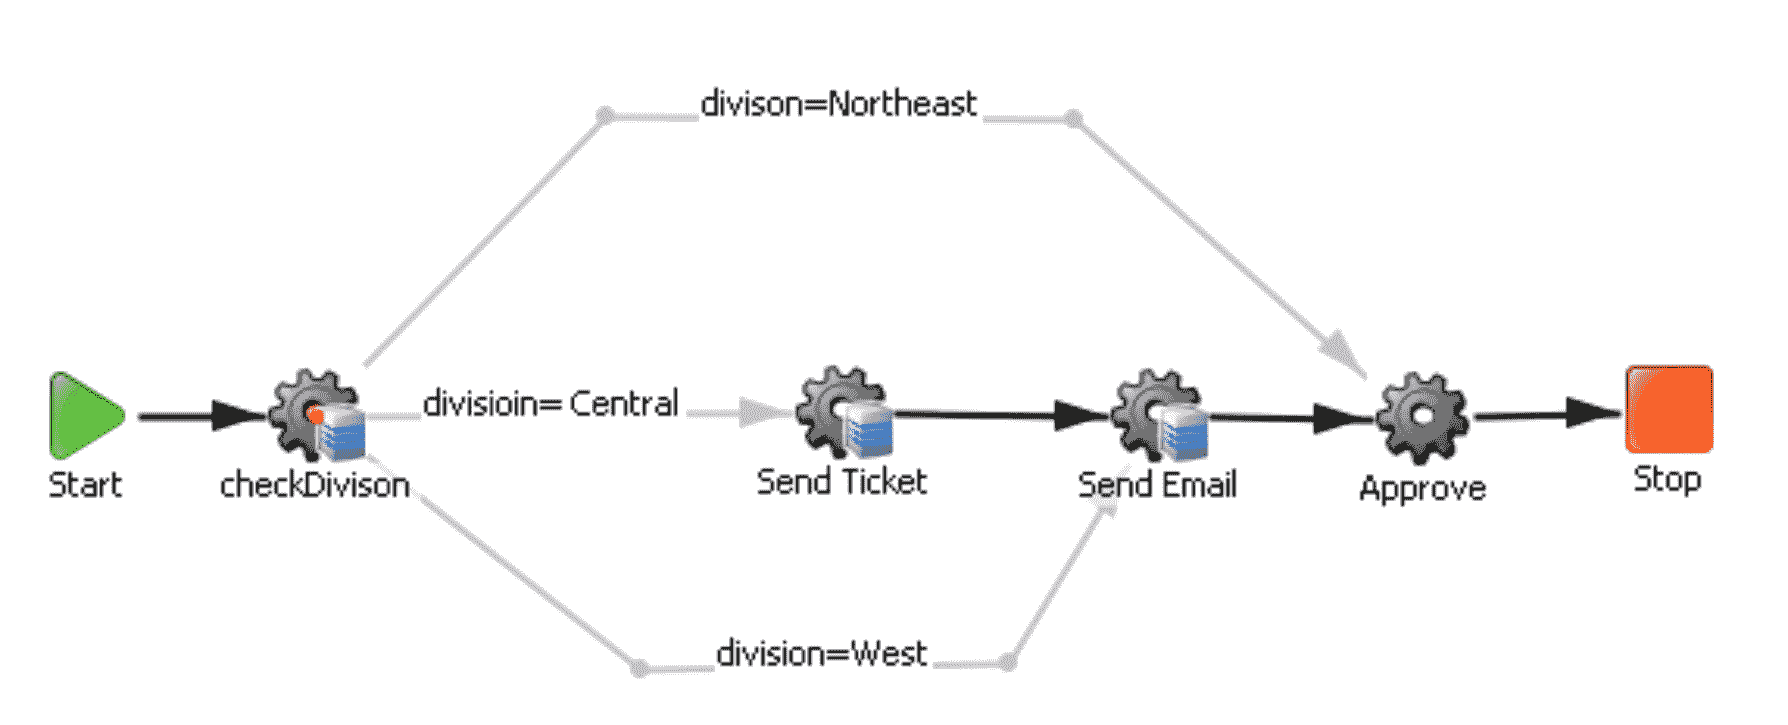 divison=Northeast
divisioin= Central
Start
checkDivison
Send Ticket
Send Email
Approve
Stop
division=West